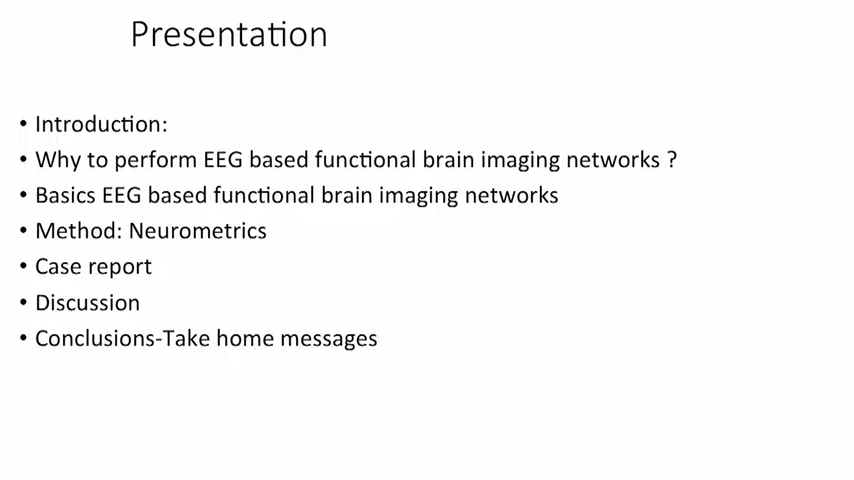 Presentation
• Introduction:
• Why to perform EEG based functional brain imaging networks ?
• Basics EEG based functional brain imaging networks
• Method: Neurometrics
• Case report
• Discussion
• Conclusions-Take home messages